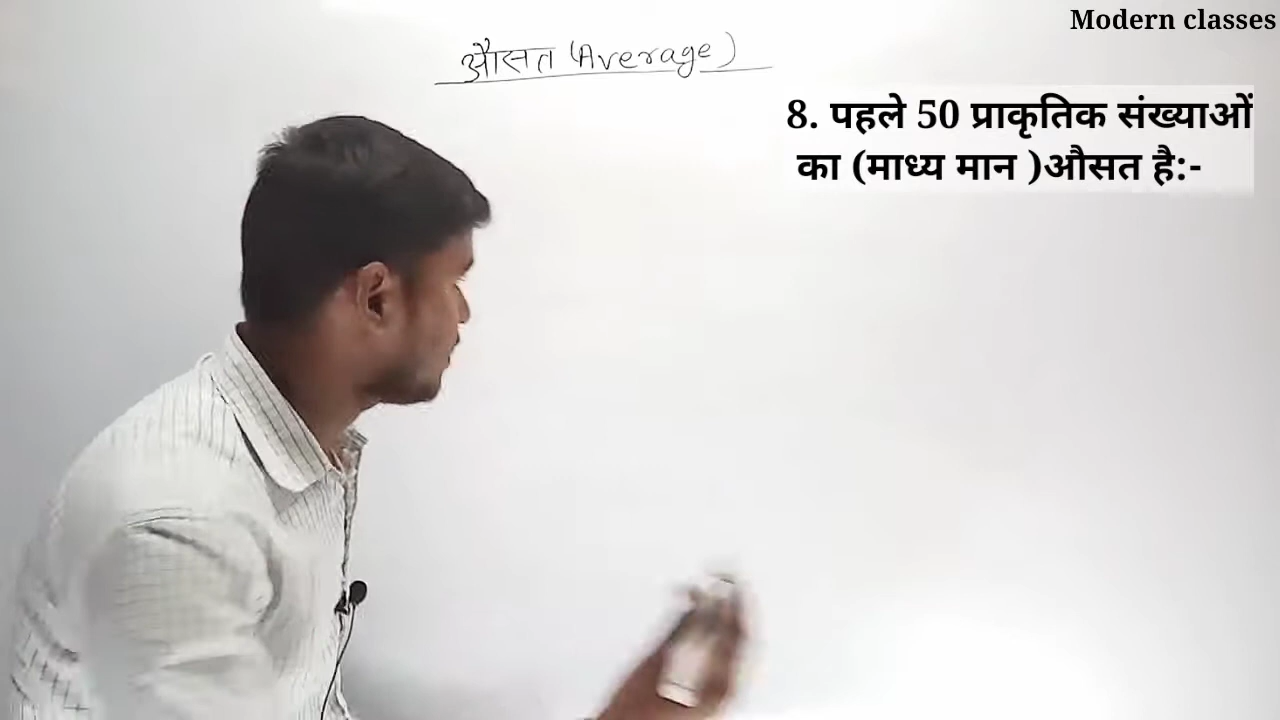 Modern classes
औसत (Average)
8. पहले 50 प्राकृतिक संख्याओं
का (माध्य मान )औसत है:-